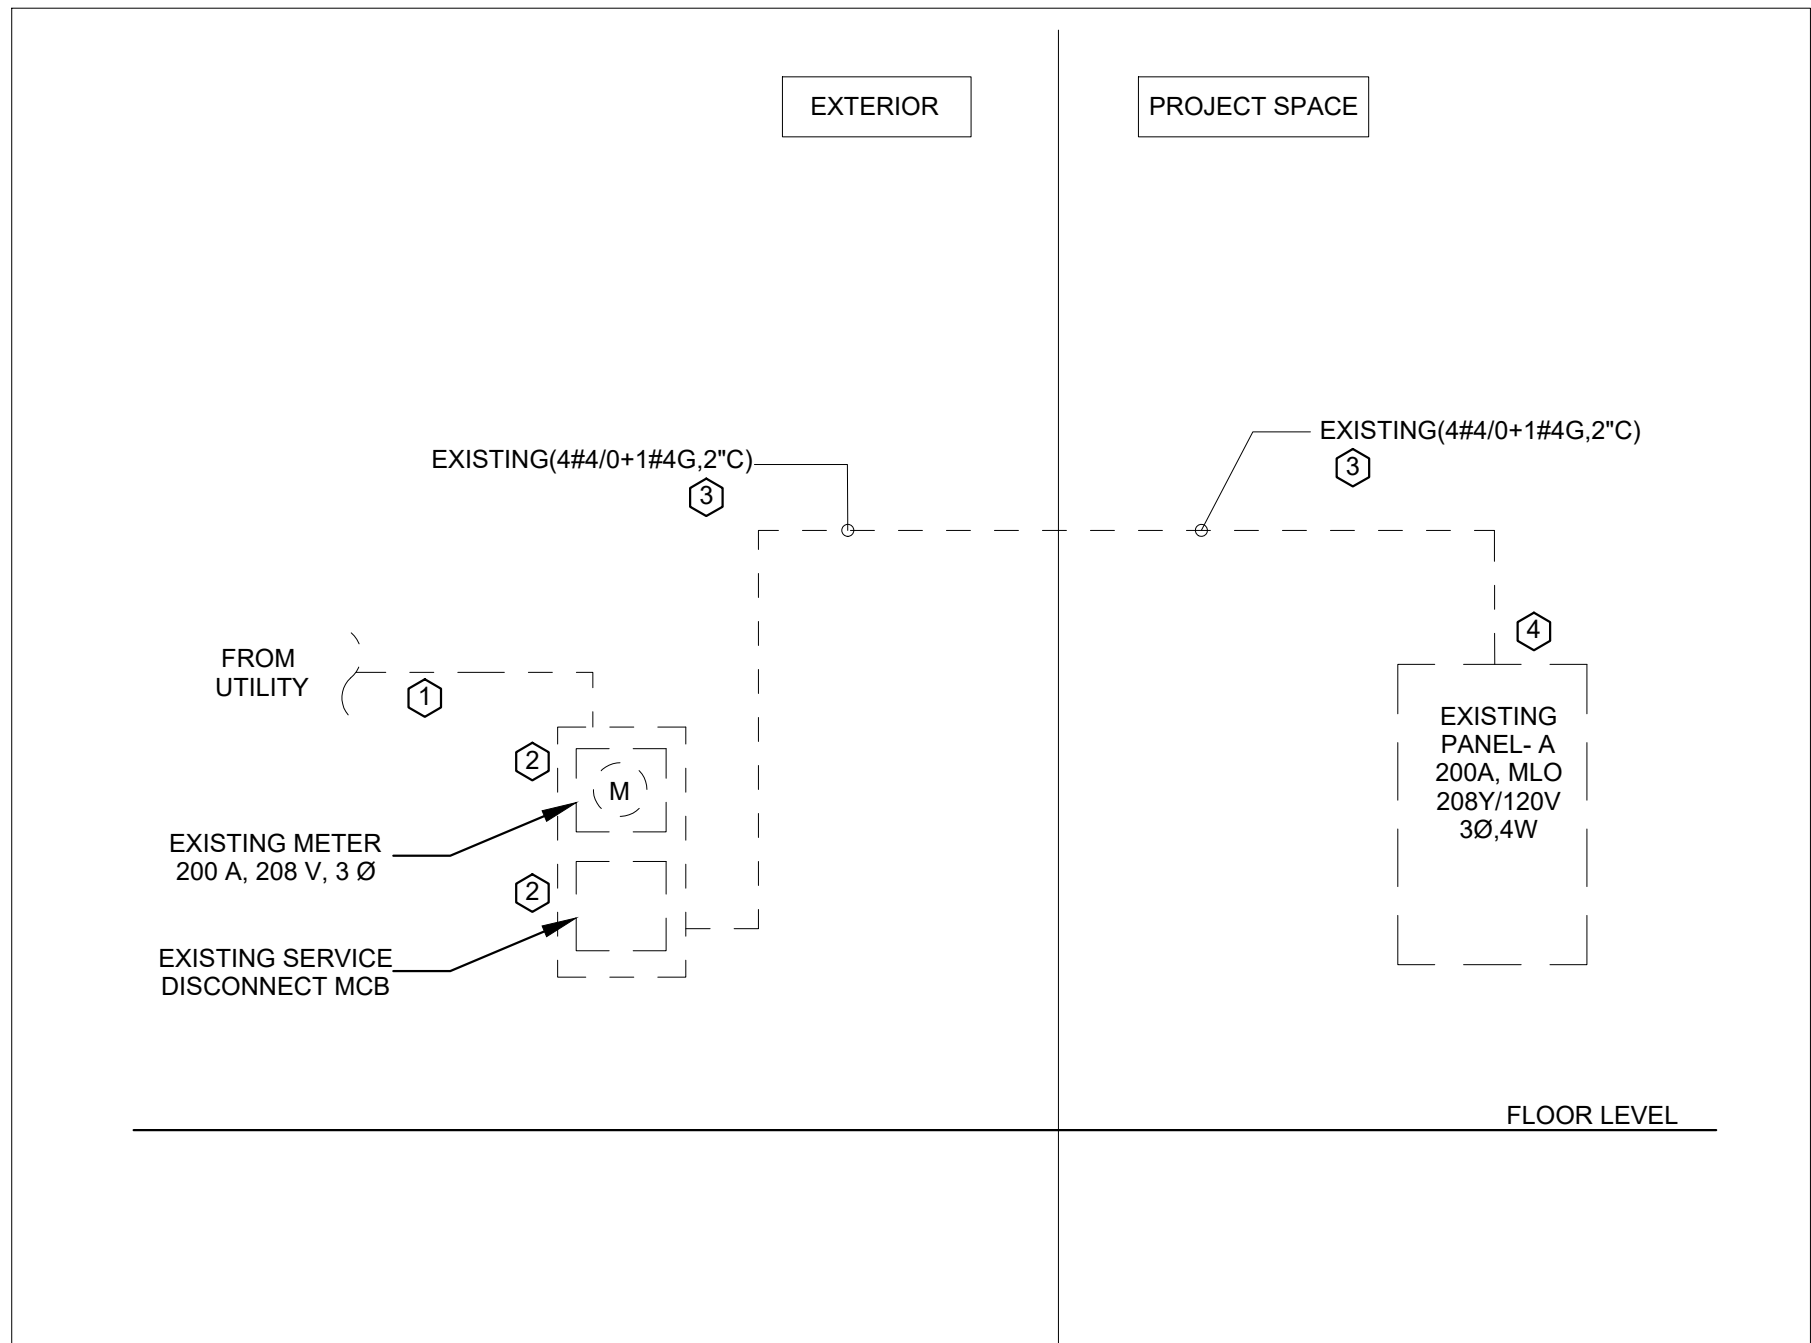 EXTERIOR
PROJECT SPACE
EXISTING(4#4/0+1#4G,2"C)
3
EXISTING(4#4/0+1#4G,2"C)
3
FROM
UTILITY
1
4
2
M
EXISTING METER
200 A, 208 V, 3 Ø
2
EXISTING SERVICE
DISCONNECT MCB
EXISTING
PANEL- A
200A, MLO
208Y/120V
3Ø,4W
FLOOR LEVEL